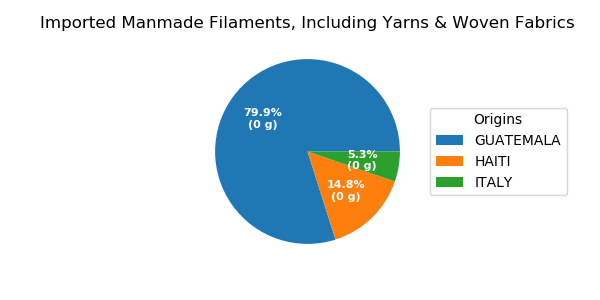 Imported Manmade Filaments, Including Yarns & Woven Fabrics
79.9%
(0 g)
5.3%
(0 g)
14.8%
(0 g)
Origins
GUATEMALA
HAITI
ITALY